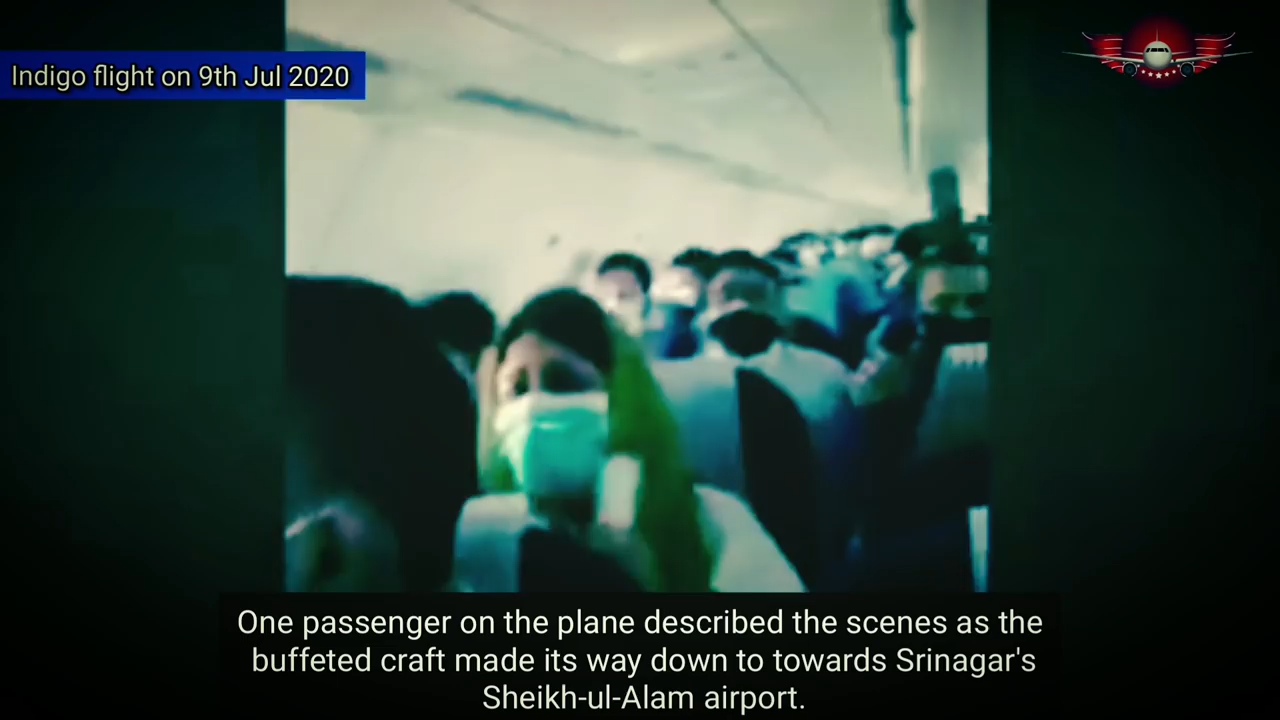 Indigo flight on 9th Jul 2020
One passenger on the plane described the scenes as the
buffeted craft made its way down to towards Srinagar's
Sheikh-ul-Alam airport.